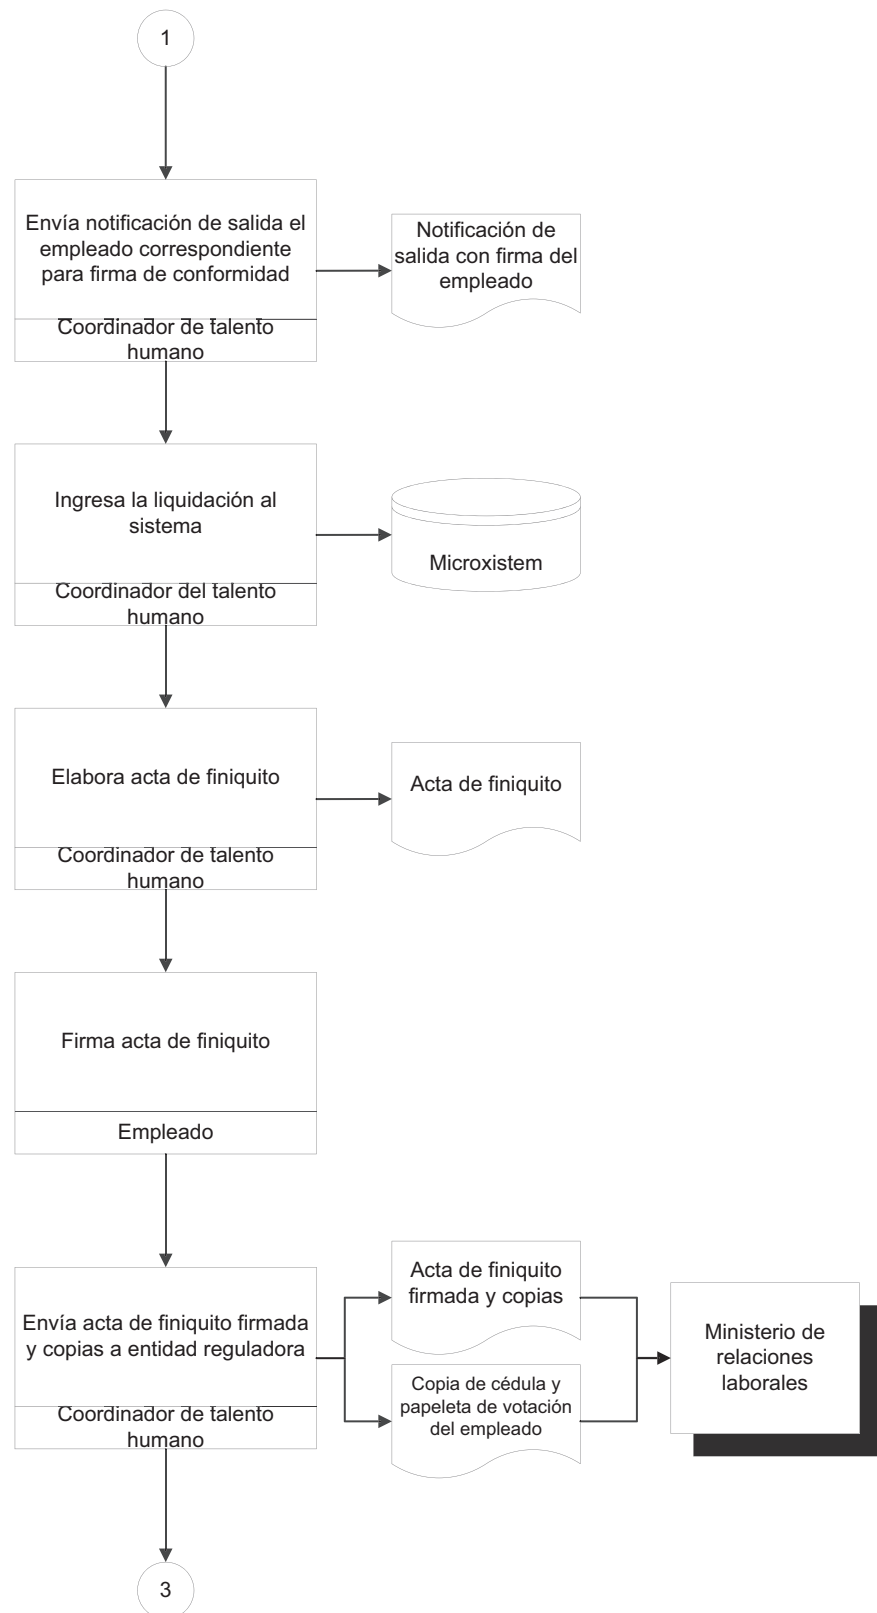 1
Envía notificación de salida el
empleado correspondiente
para firma de conformidad
Coordinador de talento
humano
Notificación de
salida con firma del
empleado
Ingresa la liquidación al
sistema
Coordinador del talento
humano
Microxistem
Elabora acta de finiquito
Coordinador de talento
humano
Acta de finiquito
Firma acta de finiquito
Empleado
Envía acta de finiquito firmada
y copias a entidad reguladora
Coordinador de talento
humano
Acta de finiquito
firmada y copias
Copia de cédula y
papeleta de votación
del empleado
Ministerio de
relaciones
laborales
3